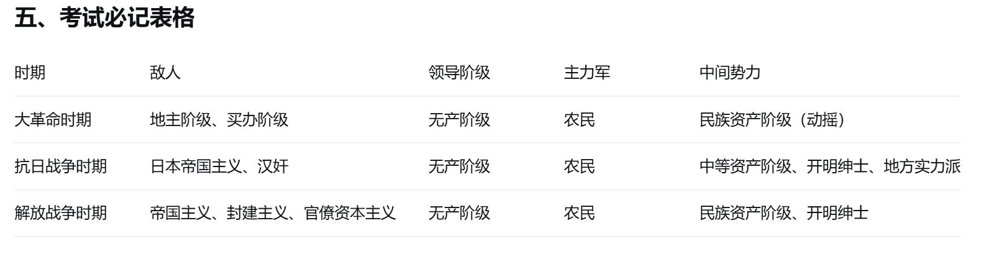 五、考试必记表格
时期 敌人 领导阶级 主力军 中间势力
大革命时期 地主阶级、买办阶级 无产阶级 农民 民族资产阶级（动摇）
抗日战争时期 日本帝国主义、汉奸 无产阶级 农民 中等资产阶级、开明绅士、地方实力派
解放战争时期 帝国主义、封建主义、官僚资本主义 无产阶级 农民 民族资产阶级、开明绅士